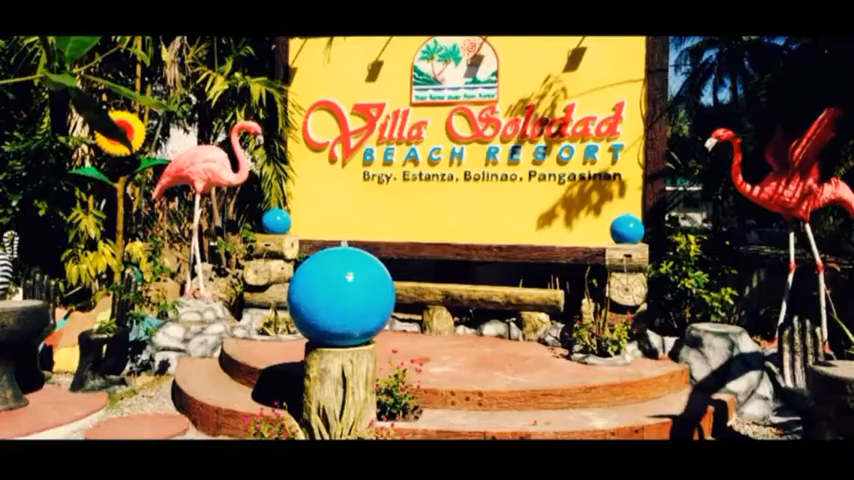 Villa Soledad
BEACH RESORT
Brgy. Estanza, Bolinao, Pangasinan